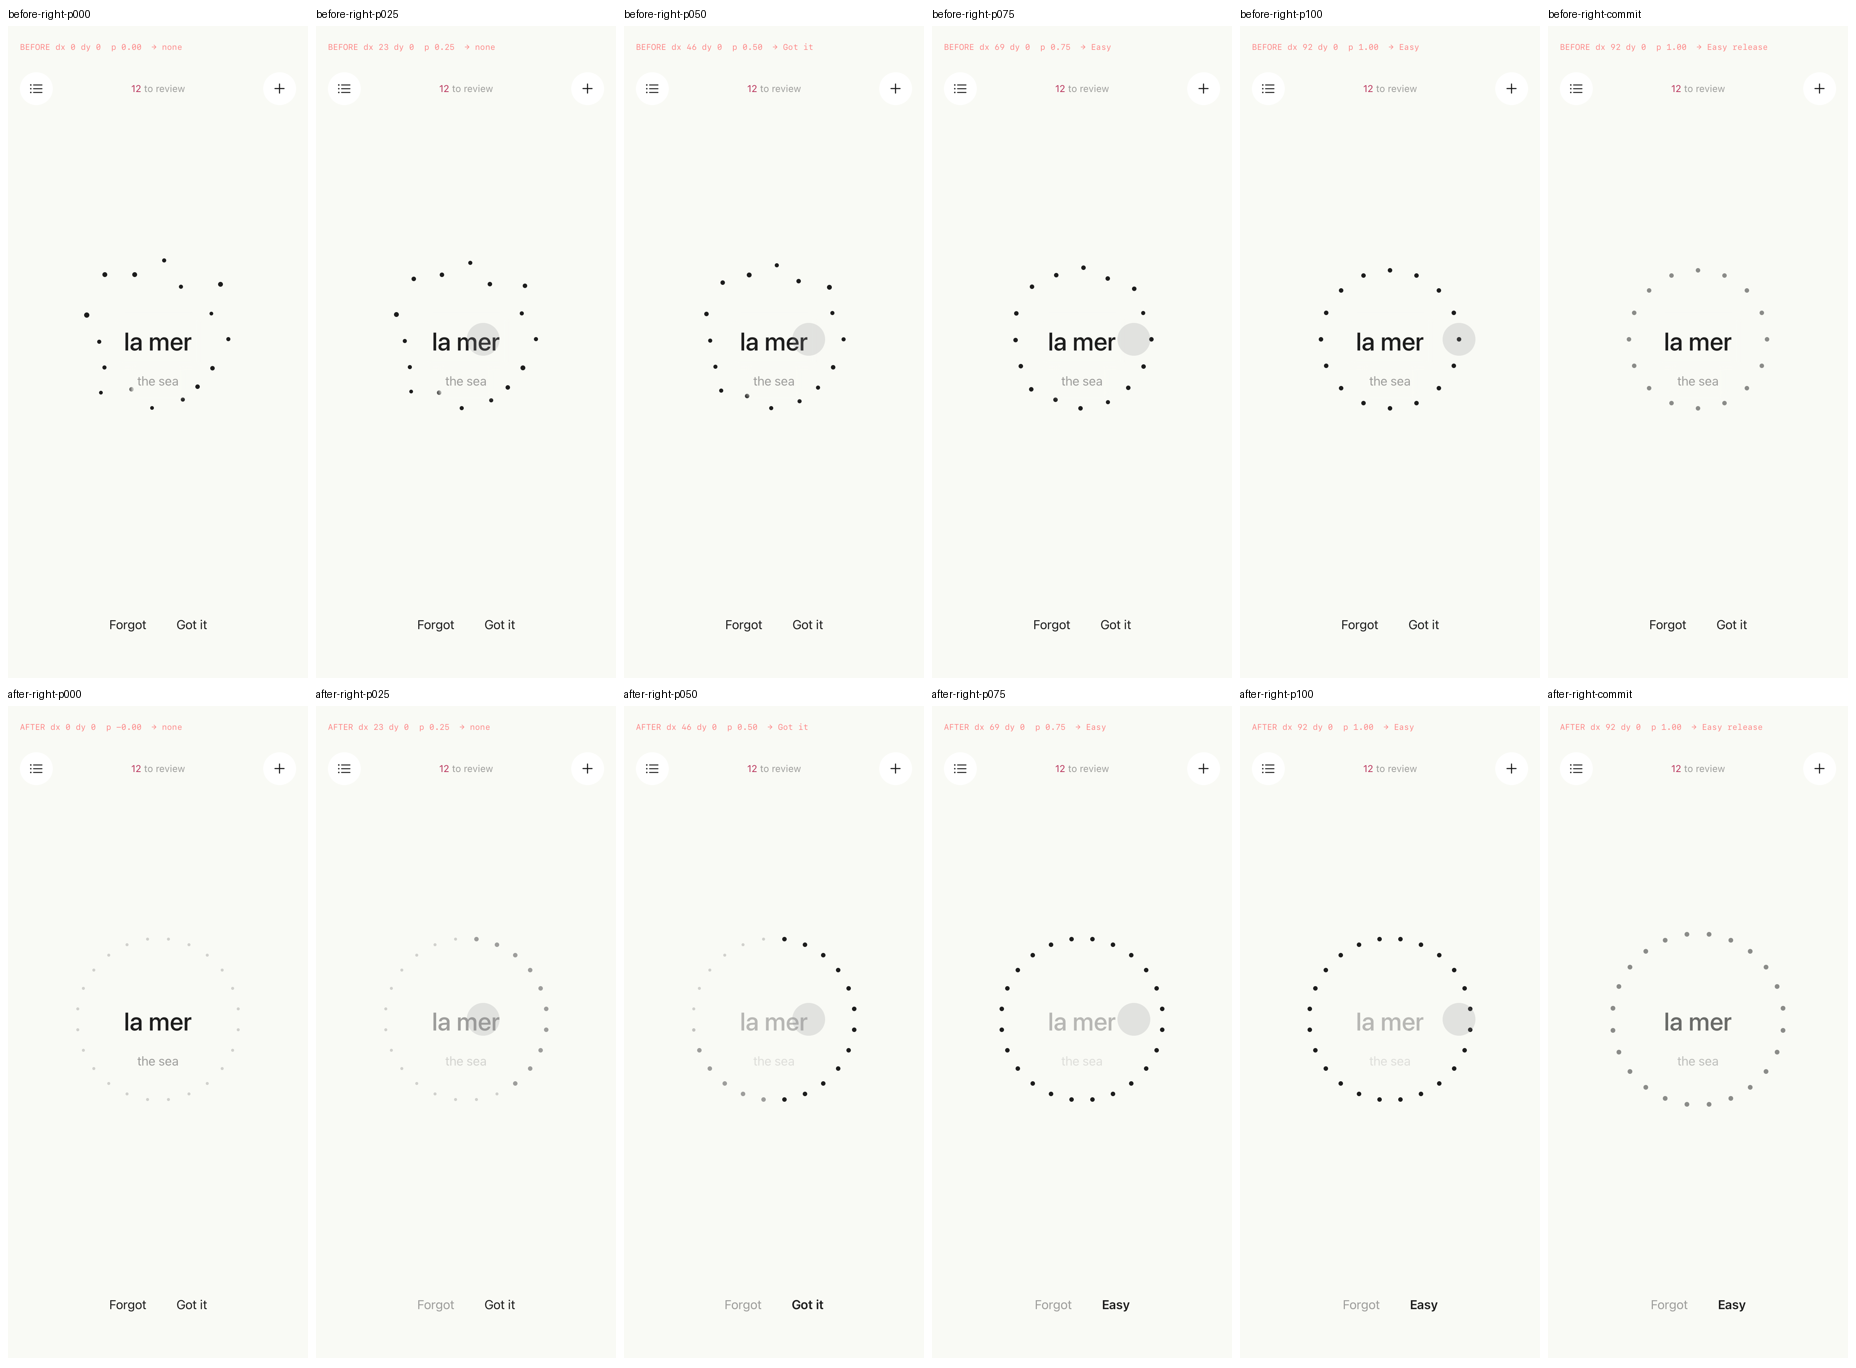 before-right-p000 before-right-p025 before-right-p050 before-right-p075 before-right-p100 before-right-commit
BEFORE dx 0 dy 0 p 0.00 → none BEFORE dx 23 dy 0 p 0.25 → none BEFORE dx 46 dy 0 p 0.50 → Got it BEFORE dx 69 dy 0 p 0.75 → Easy BEFORE dx 92 dy 0 p 1.00 → Easy BEFORE dx 92 dy 0 p 1.00 → Easy release
12 to review 12 to review 12 to review 12 to review 12 to review 12 to review
la mer la mer la mer la mer la mer la mer
the sea the sea the sea the sea the sea the sea
Forgot Got it Forgot Got it Forgot Got it Forgot Got it Forgot Got it Forgot Got it
after-right-p000 after-right-p025 after-right-p050 after-right-p075 after-right-p100 after-right-commit
AFTER dx 0 dy 0 p −0.00 → none AFTER dx 23 dy 0 p 0.25 → none AFTER dx 46 dy 0 p 0.50 → Got it AFTER dx 69 dy 0 p 0.75 → Easy AFTER dx 92 dy 0 p 1.00 → Easy AFTER dx 92 dy 0 p 1.00 → Easy release
12 to review 12 to review 12 to review 12 to review 12 to review 12 to review
la mer la mer la mer la mer la mer la mer
the sea the sea the sea the sea the sea the sea
Forgot Got it Forgot Got it Forgot Got it Forgot Easy Forgot Easy Forgot Easy